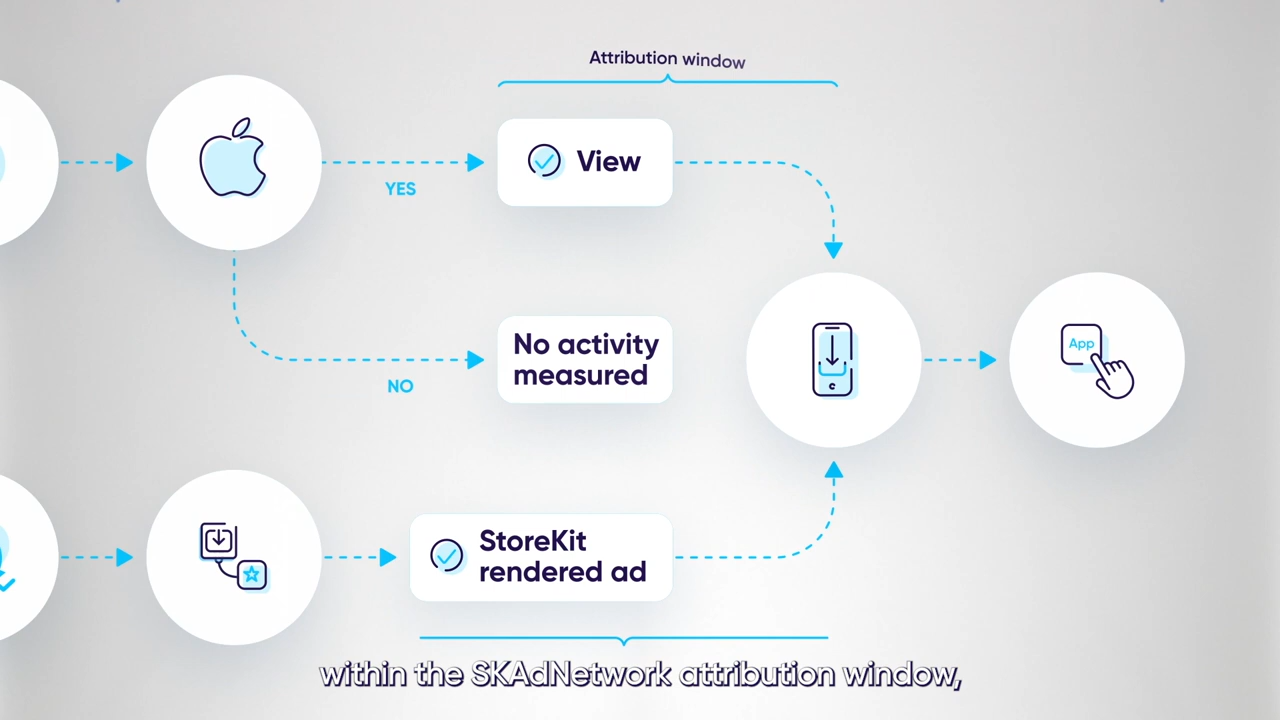 Attribution window
View
YES
No activity
measured
NO
App
StoreKit
rendered ad
within the SKAdNetwork attribution window,